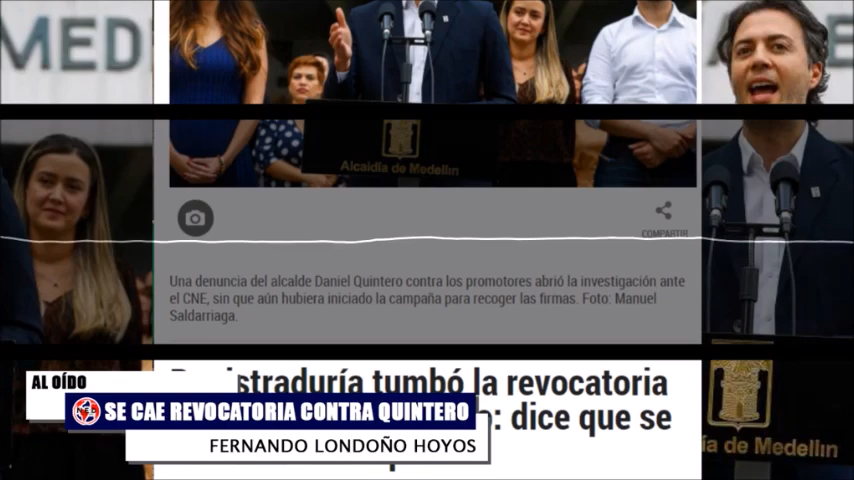 MEDI
MEDI
Alcaldía de Medellín
COMPARTIR
Una denuncia del alcalde Daniel Quintero contra los promotores abrió la investigación ante
el CNE, sin que aún hubiera iniciado la campaña para recoger las firmas. Foto: Manuel
Saldarriaga.
straduría tumbó la revocatoria
o: dice que se
ía de Medellín
AL OÍDO
SE CAE REVOCATORIA CONTRA QUINTERO
FERNANDO LONDOÑO HOYOS